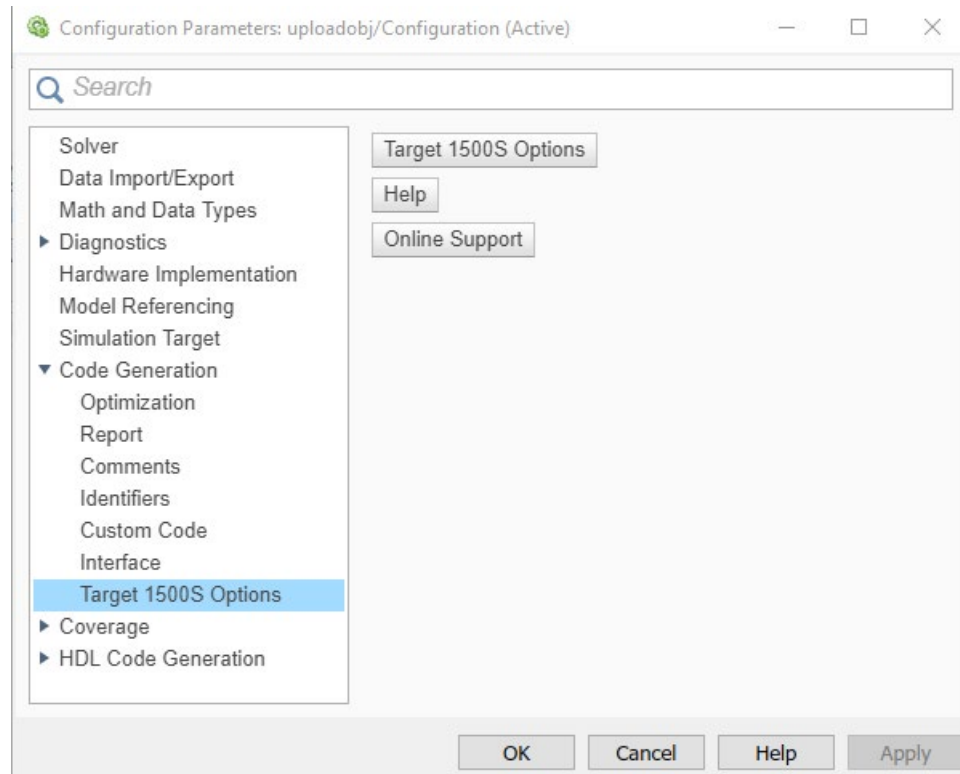 Configuration Parameters: uploadobj/Configuration (Active)
Search
Solver
Data Import/Export
Math and Data Types
Diagnostics
Hardware Implementation
Model Referencing
Simulation Target
Code Generation
Optimization
Report
Comments
Identifiers
Custom Code
Interface
Target 1500S Options
Coverage
HDL Code Generation
Target 1500S Options
Help
Online Support
OK Cancel Help Apply